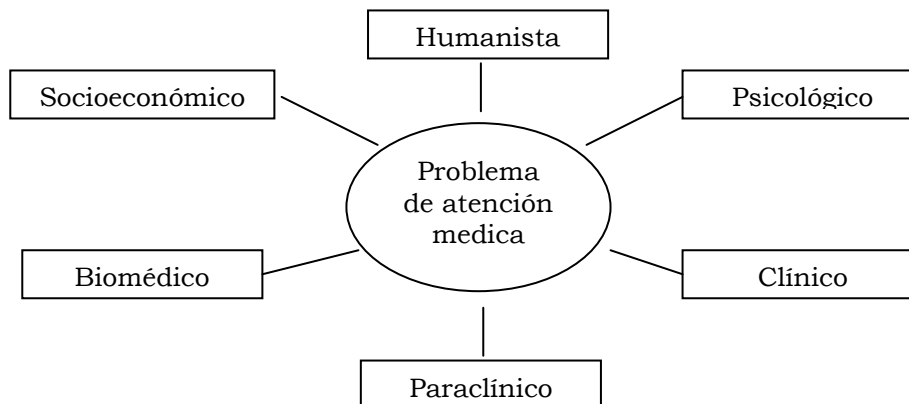 Humanista
Socioeconómico
Psicológico
Problema
de atención
medica
Biomédico
Clínico
Paraclínico